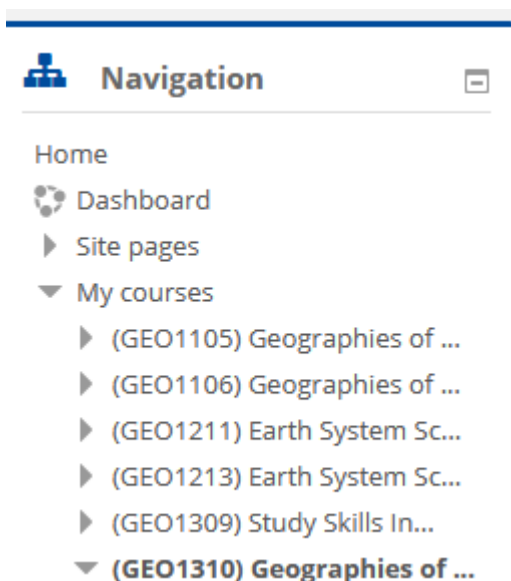 Navigation
Home
Dashboard
Site pages
My courses
(GEO1105) Geographies of ...
(GEO1106) Geographies of ...
(GEO1211) Earth System Sc...
(GEO1213) Earth System Sc...
(GEO1309) Study Skills In...
(GEO1310) Geographies of ...